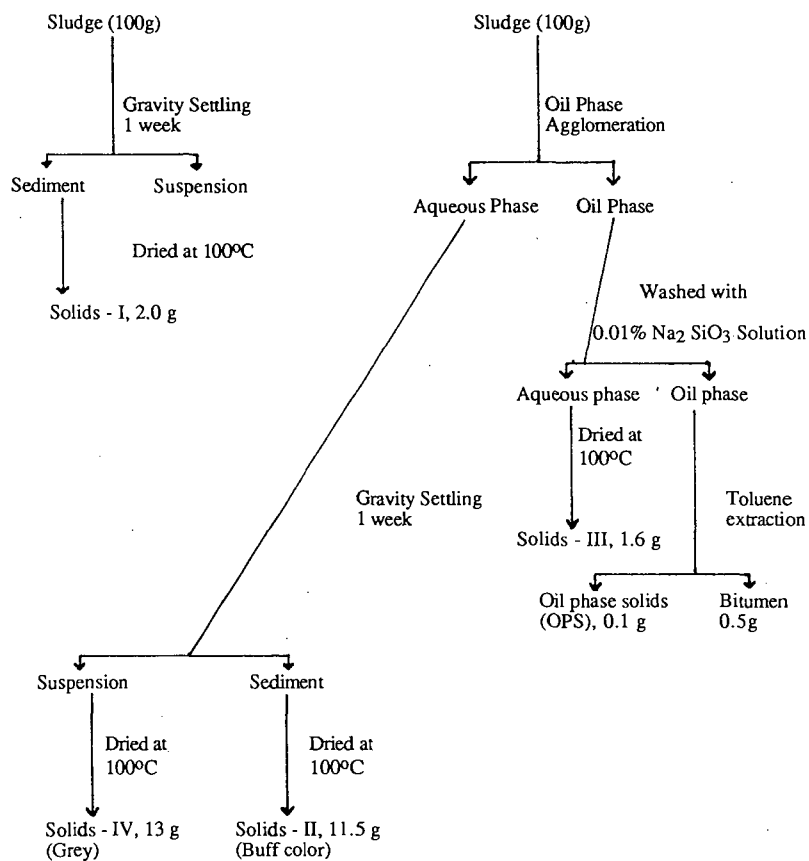 Sludge (100g)
Gravity Settling
1 week
Sediment
Suspension
Dried at 100ºC
Solids - I, 2.0 g
Sludge (100g)
Oil Phase
Agglomeration
Aqueous Phase
Oil Phase
Washed with
0.01% Na2 SiO3 Solution
Aqueous phase
Oil phase
Dried at
100ºC
Solids - III, 1.6 g
Toluene
extraction
Oil phase solids
(OPS), 0.1 g
Bitumen
0.5g
Gravity Settling
1 week
Suspension
Sediment
Dried at
100ºC
Dried at
100ºC
Solids - IV, 13 g
(Grey)
Solids - II, 11.5 g
(Buff color)